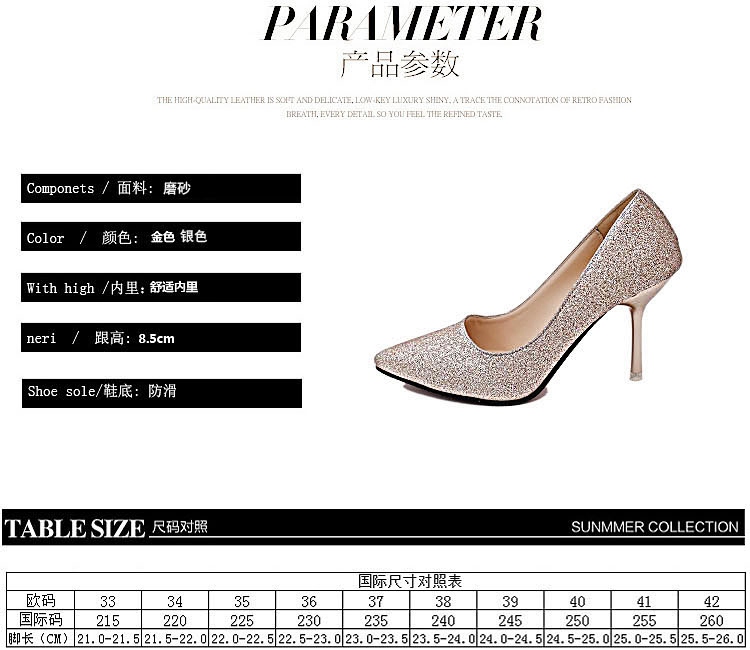 PARAMETER
产品参数
THE HIGH-QUALITY LEATHER IS SOFT AND DELICATE, LOW-KEY LUXURY SHINY, A TRACE THE CONNOTATION OF RETRO FASHION
BREATH, EVERY DETAIL SO YOU FEEL THE REFINED TASTE.
Componets / 面料: 磨砂
Color / 颜色: 金色 银色
With high /内里: 舒适内里
neri / 跟高: 8.5cm
Shoe sole/鞋底: 防滑
TABLE SIZE 尺码对照 SUNMMER COLLECTION
国际尺寸对照表
欧码 33 34 35 36 37 38 39 40 41 42
国际码 215 220 225 230 235 240 245 250 255 260
脚长（CM） 21.0-21.5 21.5-22.0 22.0-22.5 22.5-23.0 23.0-23.5 23.5-24.0 24.0-24.5 24.5-25.0 25.0-25.5 25.5-26.0